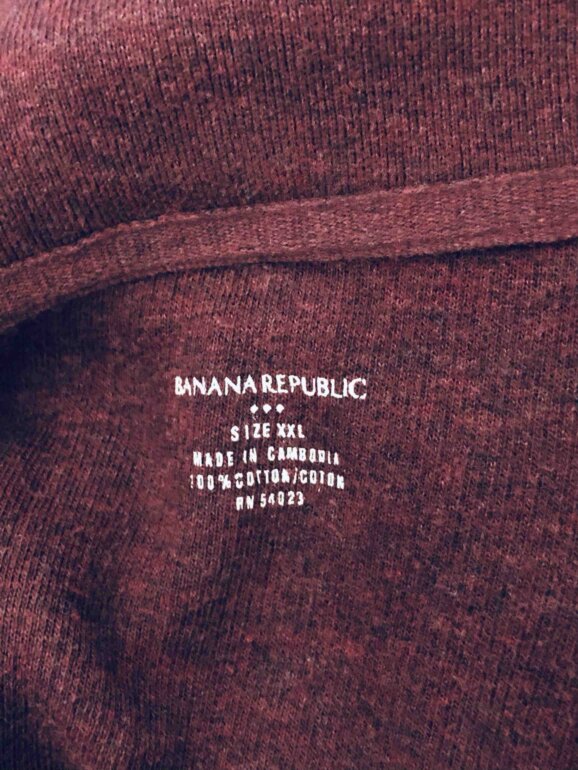 BANANA REPUBLIC
SIZE XXL
MADE IN CAMBODIA
100% COTTON/COTON
RN 54023